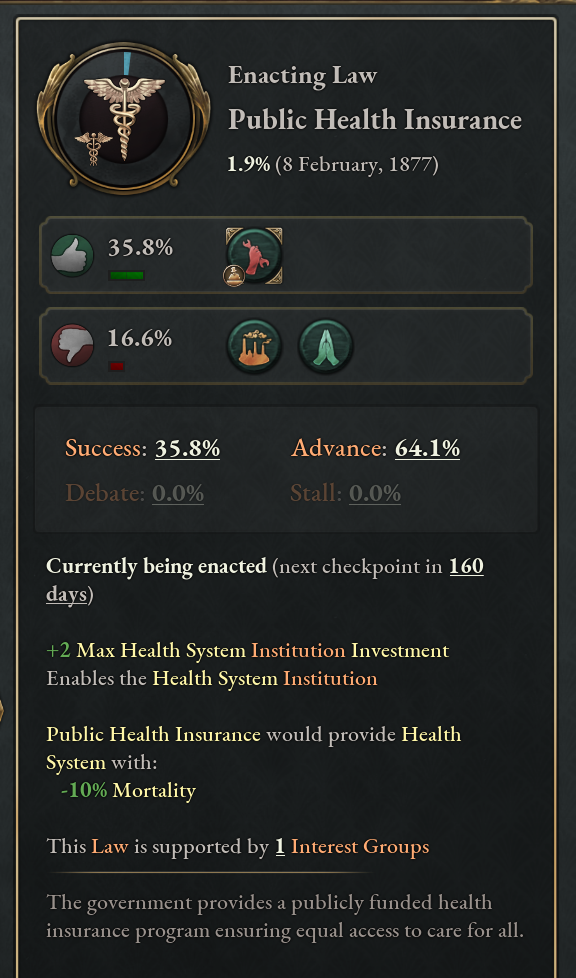 Enacting Law
Public Health Insurance
1.9% (8 February, 1877)
35.8%
16.6%
Success: 35.8% Advance: 64.1%
Debate: 0.0% Stall: 0.0%
Currently being enacted (next checkpoint in 160
days)
+2 Max Health System Institution Investment
Enables the Health System Institution
Public Health Insurance would provide Health
System with:
-10% Mortality
This Law is supported by 1 Interest Groups
The government provides a publicly funded health
insurance program ensuring equal access to care for all.